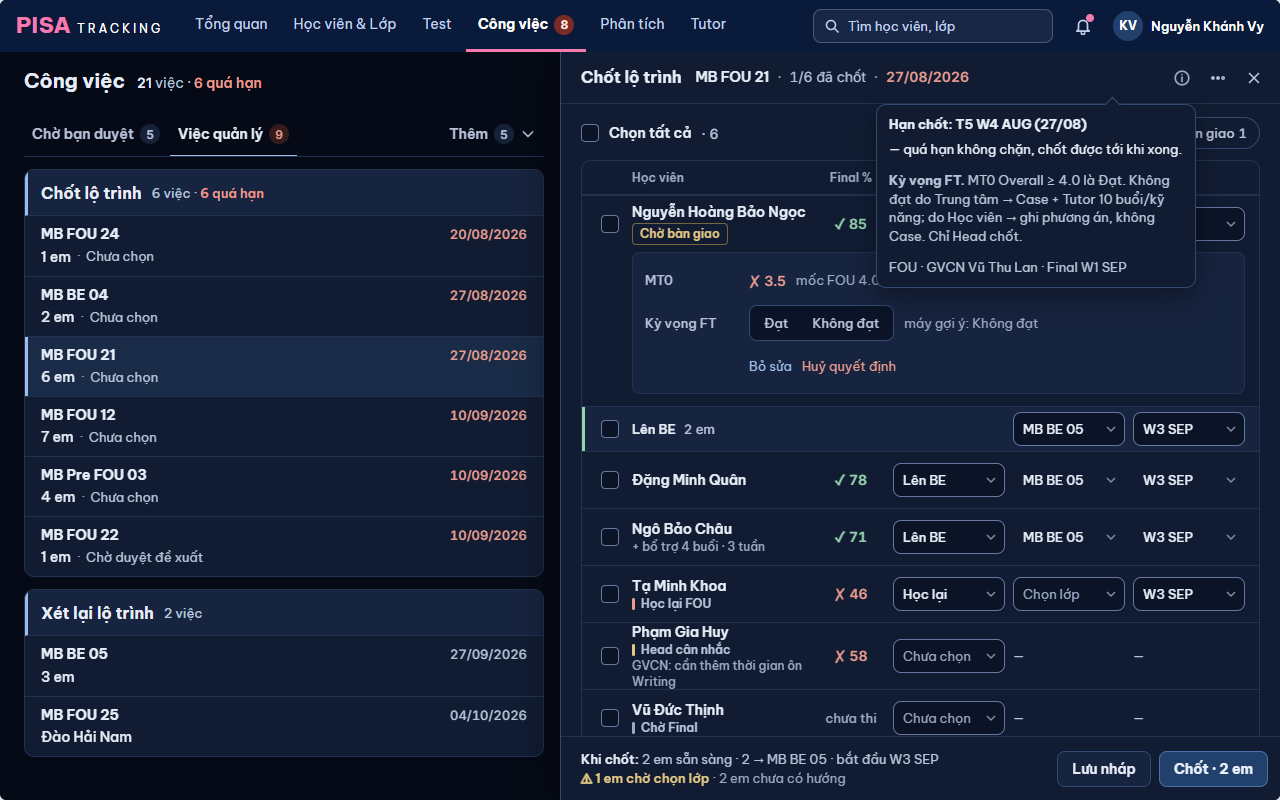 PISA TRACKING
Tổng quan
Học viên & Lớp
Test
Công việc 8
Phân tích
Tutor
Tìm học viên, lớp
KV
Nguyễn Khánh Vy
Công việc 21 việc · 6 quá hạn
Chờ bạn duyệt 5
Việc quản lý 9
Thêm 5
Chốt lộ trình 6 việc · 6 quá hạn
MB FOU 24 20/08/2026
1 em · Chưa chọn
MB BE 04 27/08/2026
2 em · Chưa chọn
MB FOU 21 27/08/2026
6 em · Chưa chọn
MB FOU 12 10/09/2026
7 em · Chưa chọn
MB Pre FOU 03 10/09/2026
4 em · Chưa chọn
MB FOU 22 10/09/2026
1 em · Chờ duyệt đề xuất
Xét lại lộ trình 2 việc
MB BE 05 27/09/2026
3 em
MB FOU 25 04/10/2026
Đào Hải Nam
Chốt lộ trình MB FOU 21 · 1/6 đã chốt · 27/08/2026
Chọn tất cả · 6
n giao 1
Hạn chốt: T5 W4 AUG (27/08)
— quá hạn không chặn, chốt được tới khi xong.
Kỳ vọng FT. MT0 Overall ≥ 4.0 là Đạt. Không
đạt do Trung tâm → Case + Tutor 10 buổi/kỹ
năng; do Học viên → ghi phương án, không
Case. Chỉ Head chốt.
FOU · GVCN Vũ Thu Lan · Final W1 SEP
Học viên Final %
Nguyễn Hoàng Bảo Ngọc ✓ 85
Chờ bàn giao
MT0 ✗ 3.5 mốc FOU 4.0
Kỳ vọng FT Đạt Không đạt máy gợi ý: Không đạt
Bỏ sửa Huỷ quyết định
Lên BE 2 em MB BE 05 W3 SEP
Đặng Minh Quân ✓ 78 Lên BE MB BE 05 W3 SEP
Ngô Bảo Châu ✓ 71 Lên BE MB BE 05 W3 SEP
+ bổ trợ 4 buổi · 3 tuần
Tạ Minh Khoa ✗ 46 Học lại Chọn lớp W3 SEP
Học lại FOU
Phạm Gia Huy ✗ 58 Chưa chọn — —
Head cân nhắc
GVCN: cần thêm thời gian ôn
Writing
Vũ Đức Thịnh chưa thi Chưa chọn — —
Chờ Final
Khi chốt: 2 em sẵn sàng · 2 → MB BE 05 · bắt đầu W3 SEP
⚠ 1 em chờ chọn lớp · 2 em chưa có hướng
Lưu nháp
Chốt · 2 em